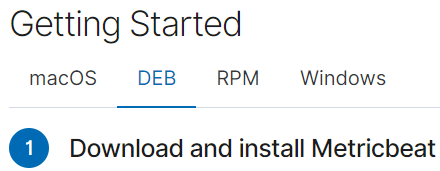 Getting Started
macOS DEB RPM Windows
1 Download and install Metricbeat